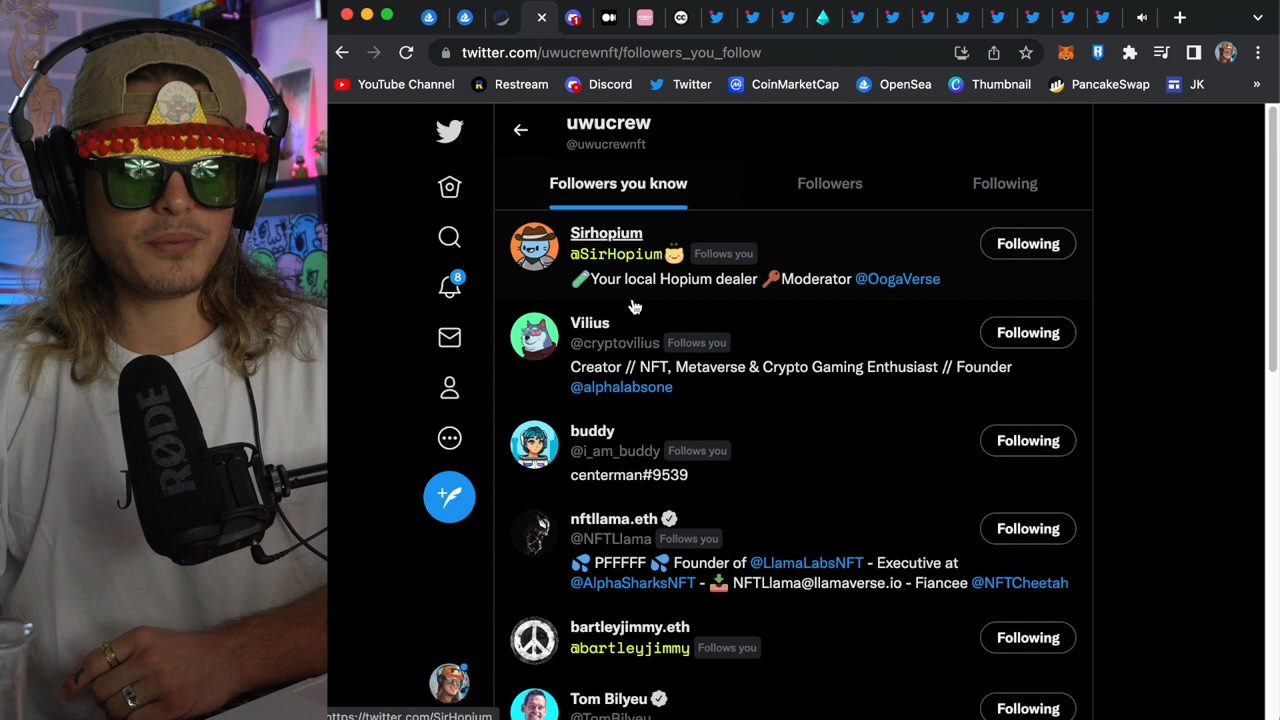 twitter.com/uwucrewnft/followers_you_follow
YouTube Channel
Restream
Discord
Twitter
CoinMarketCap
OpenSea
Thumbnail
PancakeSwap
JK
»
uwucrew
@uwucrewnft
Followers you know
Followers
Following
Sirhopium
@SirHopium Follows you
Following
Your local Hopium dealer Moderator @OogaVerse
Vilius
@cryptovilius Follows you
Following
Creator // NFT, Metaverse & Crypto Gaming Enthusiast // Founder
@alphalabsone
buddy
@i_am_buddy Follows you
Following
centerman#9539
nftllama.eth
@NFTLlama Follows you
Following
💦 PFFFFF 💦 Founder of @LlamaLabsNFT - Executive at
@AlphaSharksNFT - 📥 NFTLlama@llamaverse.io - Fiancee @NFTCheetah
bartleyjimmy.eth
@bartleyjimmy Follows you
Following
Tom Bilyeu
@TomBilyeu
Following
8
https://twitter.com/SirHopium
RØDE